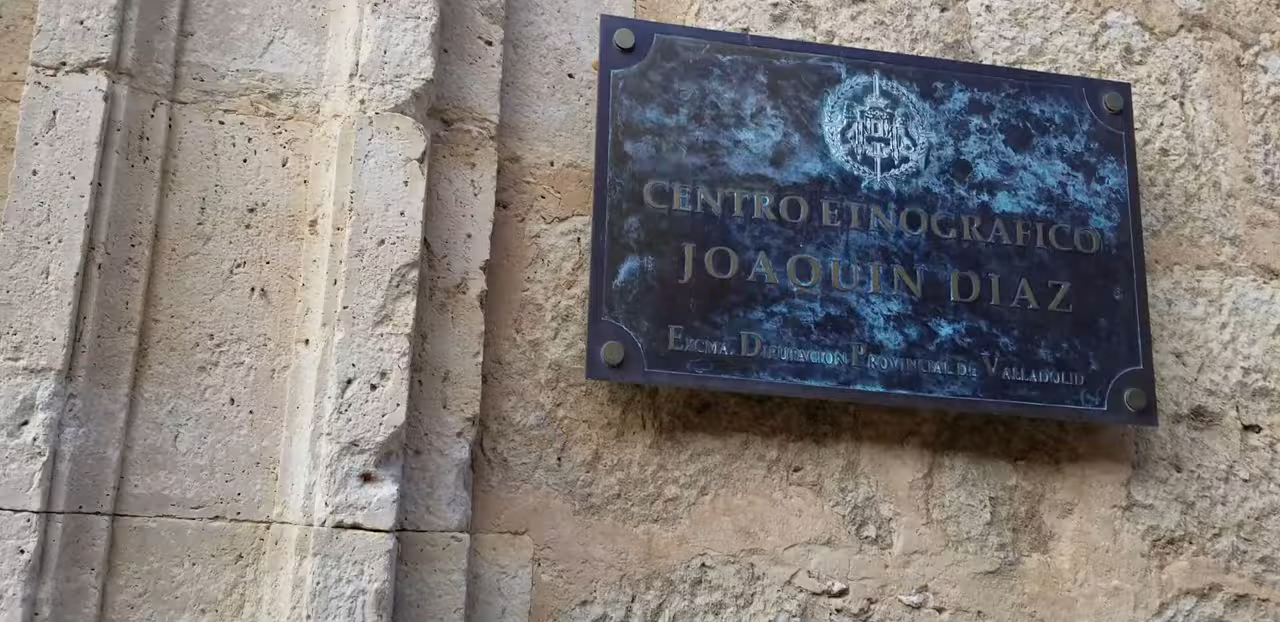 CENTRO ETNOGRAFICO
JOAQUIN DIAZ
EXCMA. DIPUTACION PROVINCIAL DE VALLADOLID